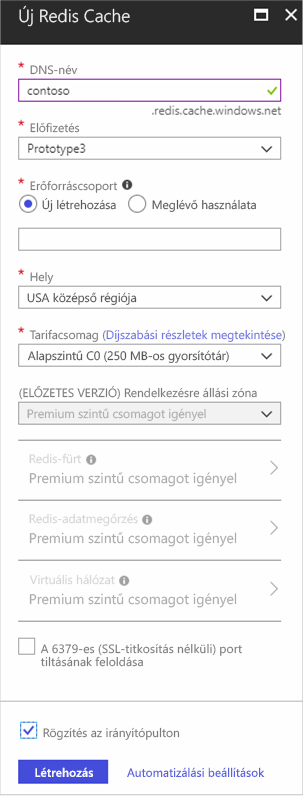 Új Redis Cache
* DNS-név
contoso
.redis.cache.windows.net
* Előfizetés
Prototype3
* Erőforráscsoport
Új létrehozása Meglévő használata
* Hely
USA középső régiója
* Tarifacsomag (Díjszabási részletek megtekintése)
Alapszintű C0 (250 MB-os gyorsítótár)
(ELŐZETES VERZIÓ) Rendelkezésre állási zóna
Premium szintű csomagot igényel
Redis-fürt
Premium szintű csomagot igényel
Redis-adatmegőrzés
Premium szintű csomagot igényel
Virtuális hálózat
Premium szintű csomagot igényel
A 6379-es (SSL-titkosítás nélküli) port
tiltásának feloldása
Rögzítés az irányítópulton
Létrehozás Automatizálási beállítások